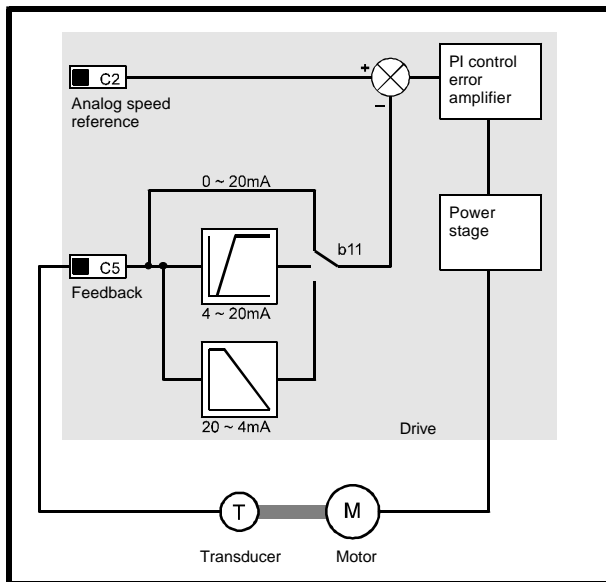 C2
Analog speed
reference
+
–
PI control
error
amplifier
0 ~ 20mA
Power
stage
b11
C5
Feedback
4 ~ 20mA
20 ~ 4mA
Drive
T
M
Transducer
Motor